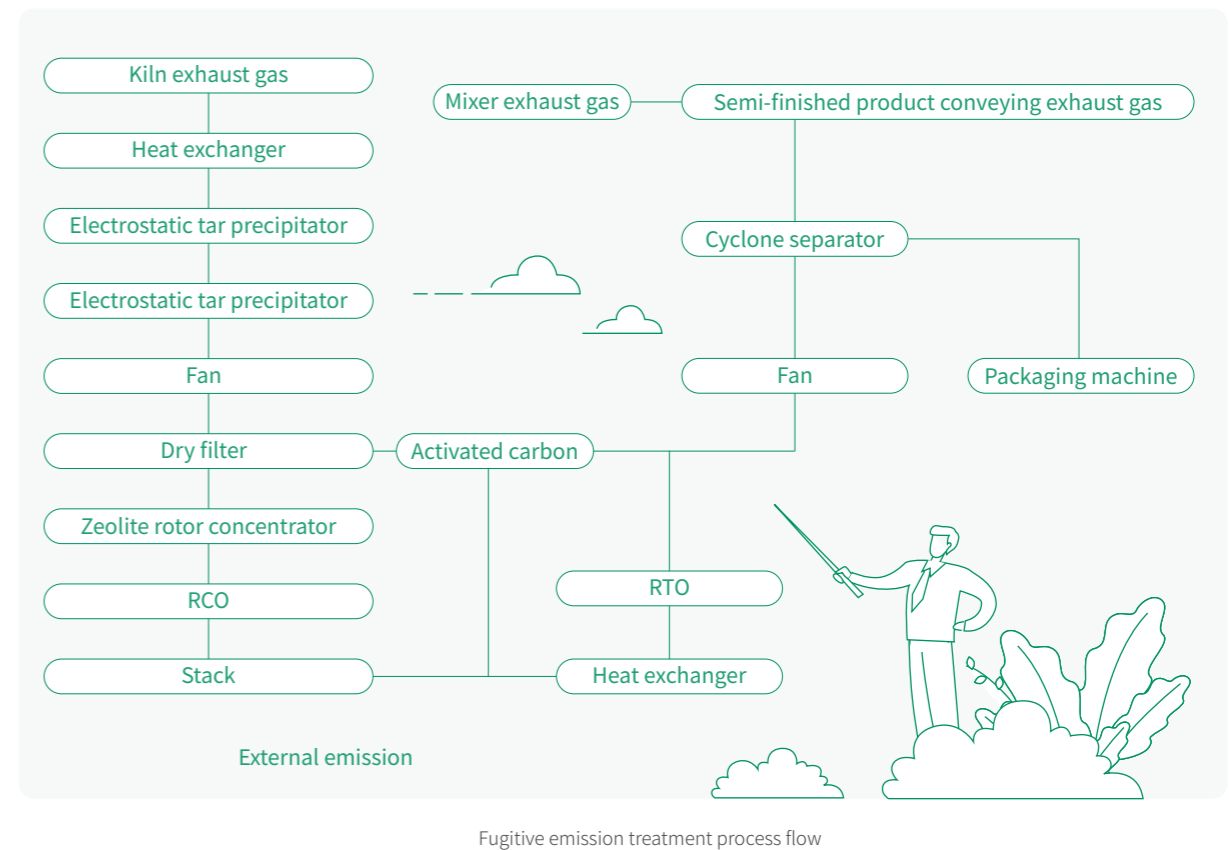 Kiln exhaust gas
Heat exchanger
Electrostatic tar precipitator
Electrostatic tar precipitator
Fan
Dry filter
Zeolite rotor concentrator
RCO
Stack
External emission
Activated carbon
Mixer exhaust gas
Semi-finished product conveying exhaust gas
Cyclone separator
Fan
Packaging machine
RTO
Heat exchanger
Fugitive emission treatment process flow